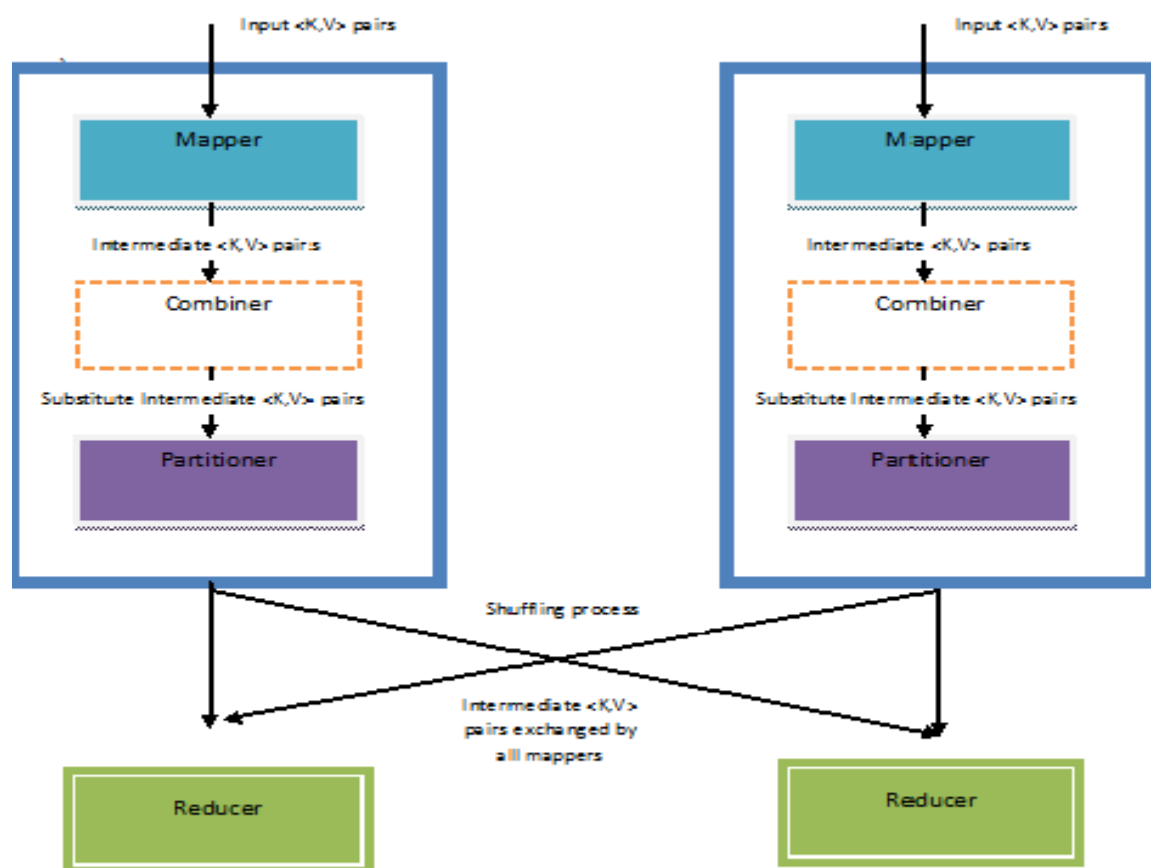 Input <K,V> pairs
Input <K,V> pairs
Mapper
Mapper
Intermediate <K,V> pairs
Intermediate <K,V> pairs
Combiner
Combiner
Substitute Intermediate <K,V> pairs
Substitute Intermediate <K,V> pairs
Partitioner
Partitioner
Shuffling process
Intermediate <K,V>
pairs exchanged by
all mappers
Reducer
Reducer